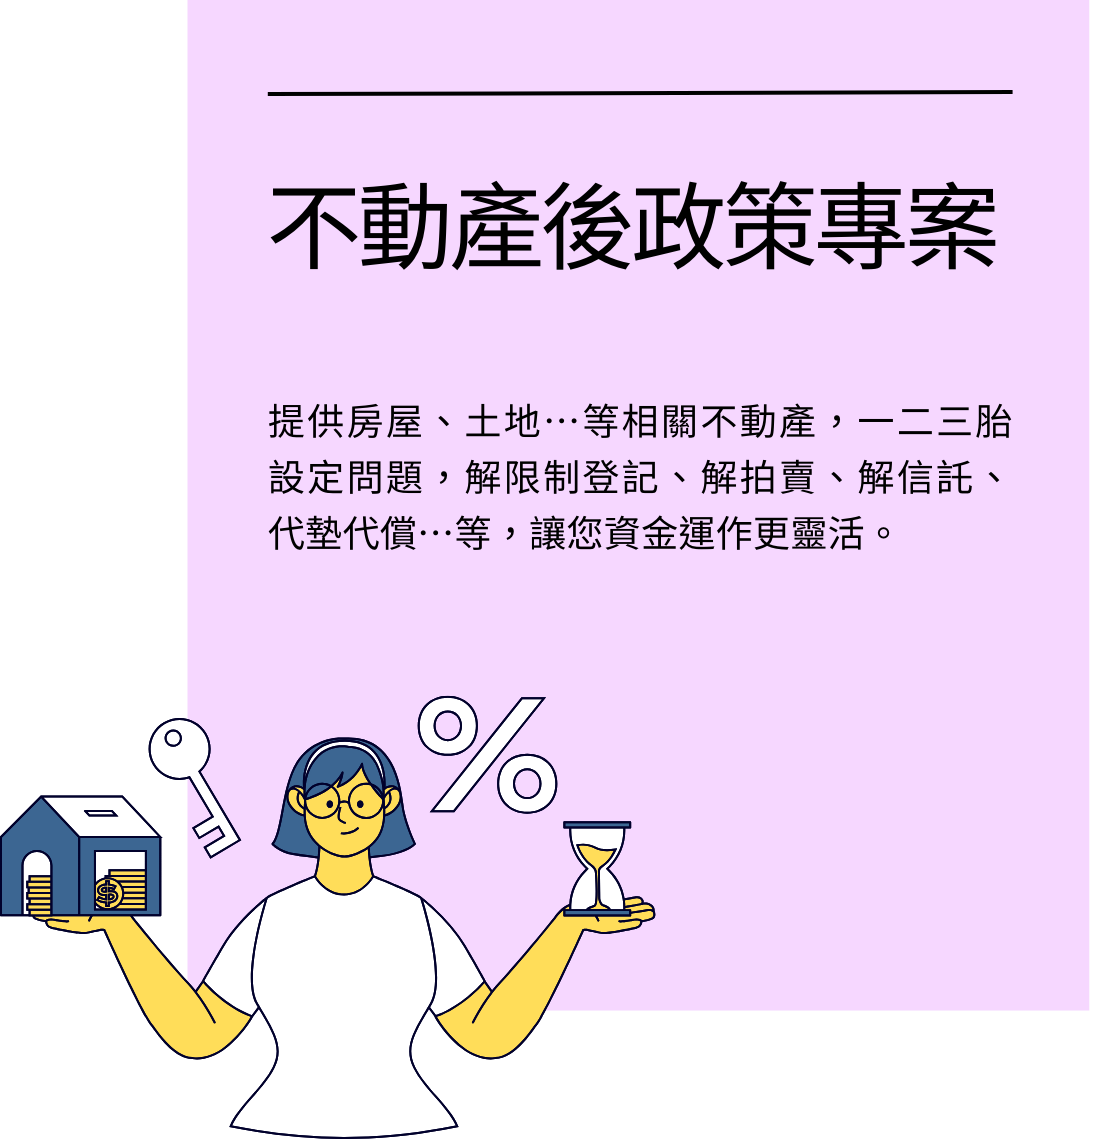 不動產後政策專案
提供房屋、土地⋯等相關不動產，一二三胎
設定問題，解限制登記、解拍賣、解信託、
代墊代償⋯等，讓您資金運作更靈活。
%
$